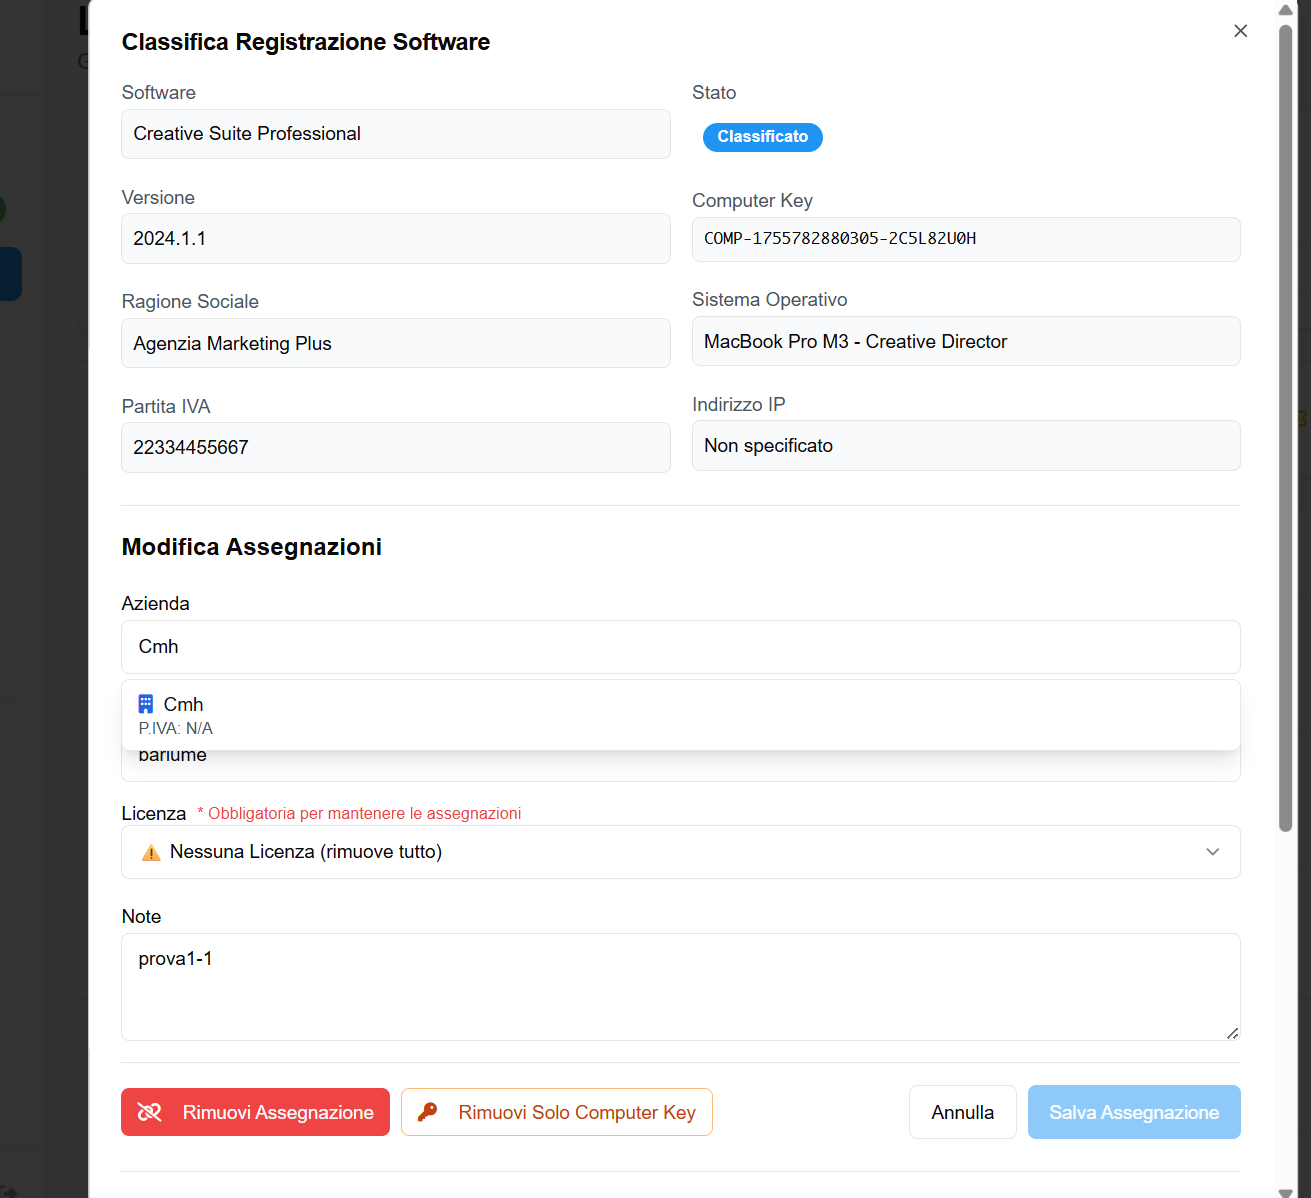 Classifica Registrazione Software
Software
Stato
Creative Suite Professional
Classificato
Versione
Computer Key
2024.1.1
COMP-1755782880305-2C5L82U0H
Ragione Sociale
Sistema Operativo
Agenzia Marketing Plus
MacBook Pro M3 - Creative Director
Partita IVA
Indirizzo IP
22334455667
Non specificato
Modifica Assegnazioni
Azienda
Cmh
Cmh
P.IVA: N/A
barlume
Licenza * Obbligatoria per mantenere le assegnazioni
Nessuna Licenza (rimuove tutto)
Note
prova1-1
Rimuovi Assegnazione
Rimuovi Solo Computer Key
Annulla
Salva Assegnazione